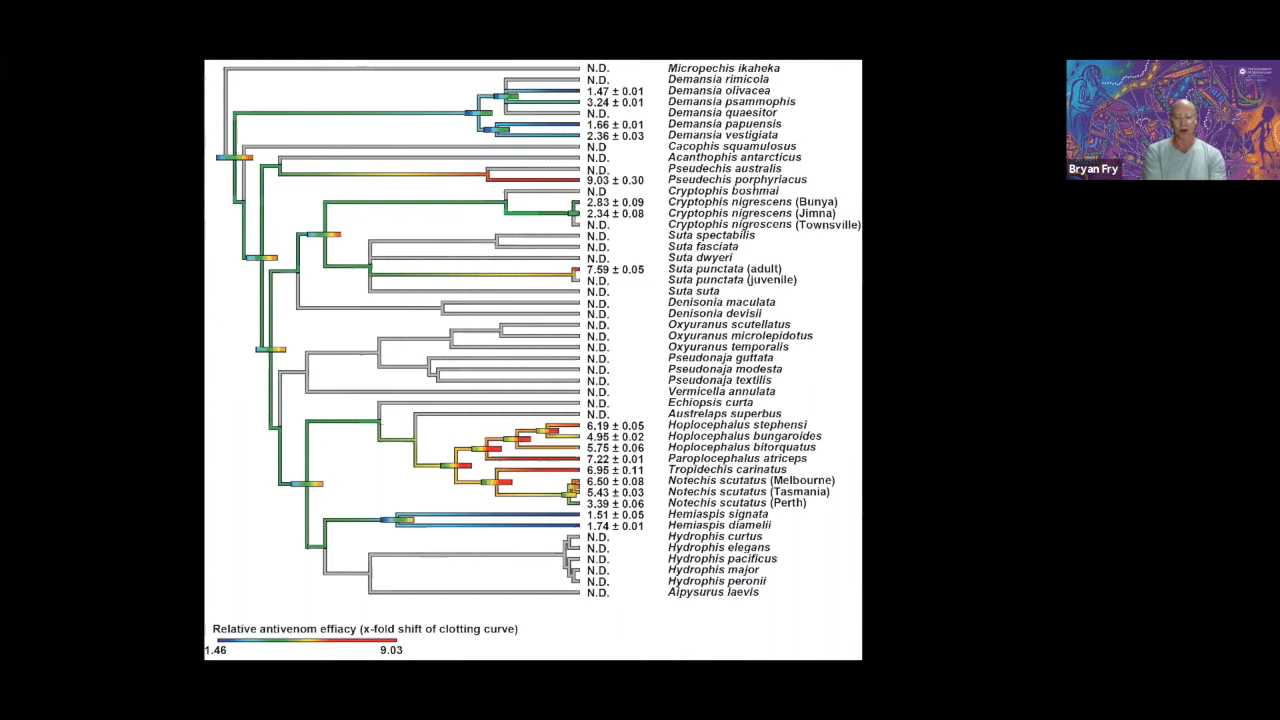 N.D. Micropechis ikaheka
N.D. Demansia rimicola
1.47 ± 0.01 Demansia olivacea
3.24 ± 0.01 Demansia psammophis
N.D. Demansia quaesitor
1.66 ± 0.01 Demansia papuensis
2.36 ± 0.03 Demansia vestigiata
N.D Cacophis squamulosus
N.D. Acanthophis antarcticus
N.D. Pseudechis australis
9.03 ± 0.30 Pseudechis porphyriacus
N.D Cryptophis boshmai
2.83 ± 0.09 Cryptophis nigrescens (Bunya)
2.34 ± 0.08 Cryptophis nigrescens (Jimna)
N.D. Cryptophis nigrescens (Townsville)
N.D. Suta spectabilis
N.D. Suta fasciata
N.D. Suta dwyeri
7.59 ± 0.05 Suta punctata (adult)
N.D. Suta punctata (juvenile)
N.D. Suta suta
N.D. Denisonia maculata
N.D. Denisonia devisii
N.D. Oxyuranus scutellatus
N.D. Oxyuranus microlepidotus
N.D. Oxyuranus temporalis
N.D. Pseudonaja guttata
N.D. Pseudonaja modesta
N.D. Pseudonaja textilis
N.D. Vermicella annulata
N.D. Echiopsis curta
N.D. Austrelaps superbus
6.19 ± 0.05 Hoplocephalus stephensi
4.95 ± 0.02 Hoplocephalus bungaroides
5.75 ± 0.06 Hoplocephalus bitorquatus
7.22 ± 0.01 Paroplocephalus atriceps
6.95 ± 0.11 Tropidechis carinatus
6.50 ± 0.08 Notechis scutatus (Melbourne)
5.43 ± 0.03 Notechis scutatus (Tasmania)
3.39 ± 0.06 Notechis scutatus (Perth)
1.51 ± 0.05 Hemiaspis signata
1.74 ± 0.01 Hemiaspis diamelii
N.D. Hydrophis curtus
N.D. Hydrophis elegans
N.D. Hydrophis pacificus
N.D. Hydrophis major
N.D. Hydrophis peronii
N.D. Aipysurus laevis
Relative antivenom effiacy (x-fold shift of clotting curve)
1.46 9.03
Bryan Fry